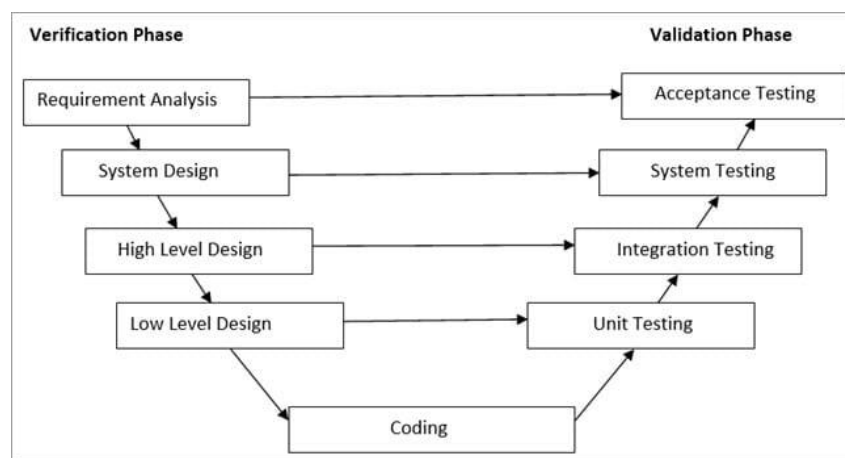 Verification Phase
Validation Phase
Requirement Analysis
Acceptance Testing
System Design
System Testing
High Level Design
Integration Testing
Low Level Design
Unit Testing
Coding